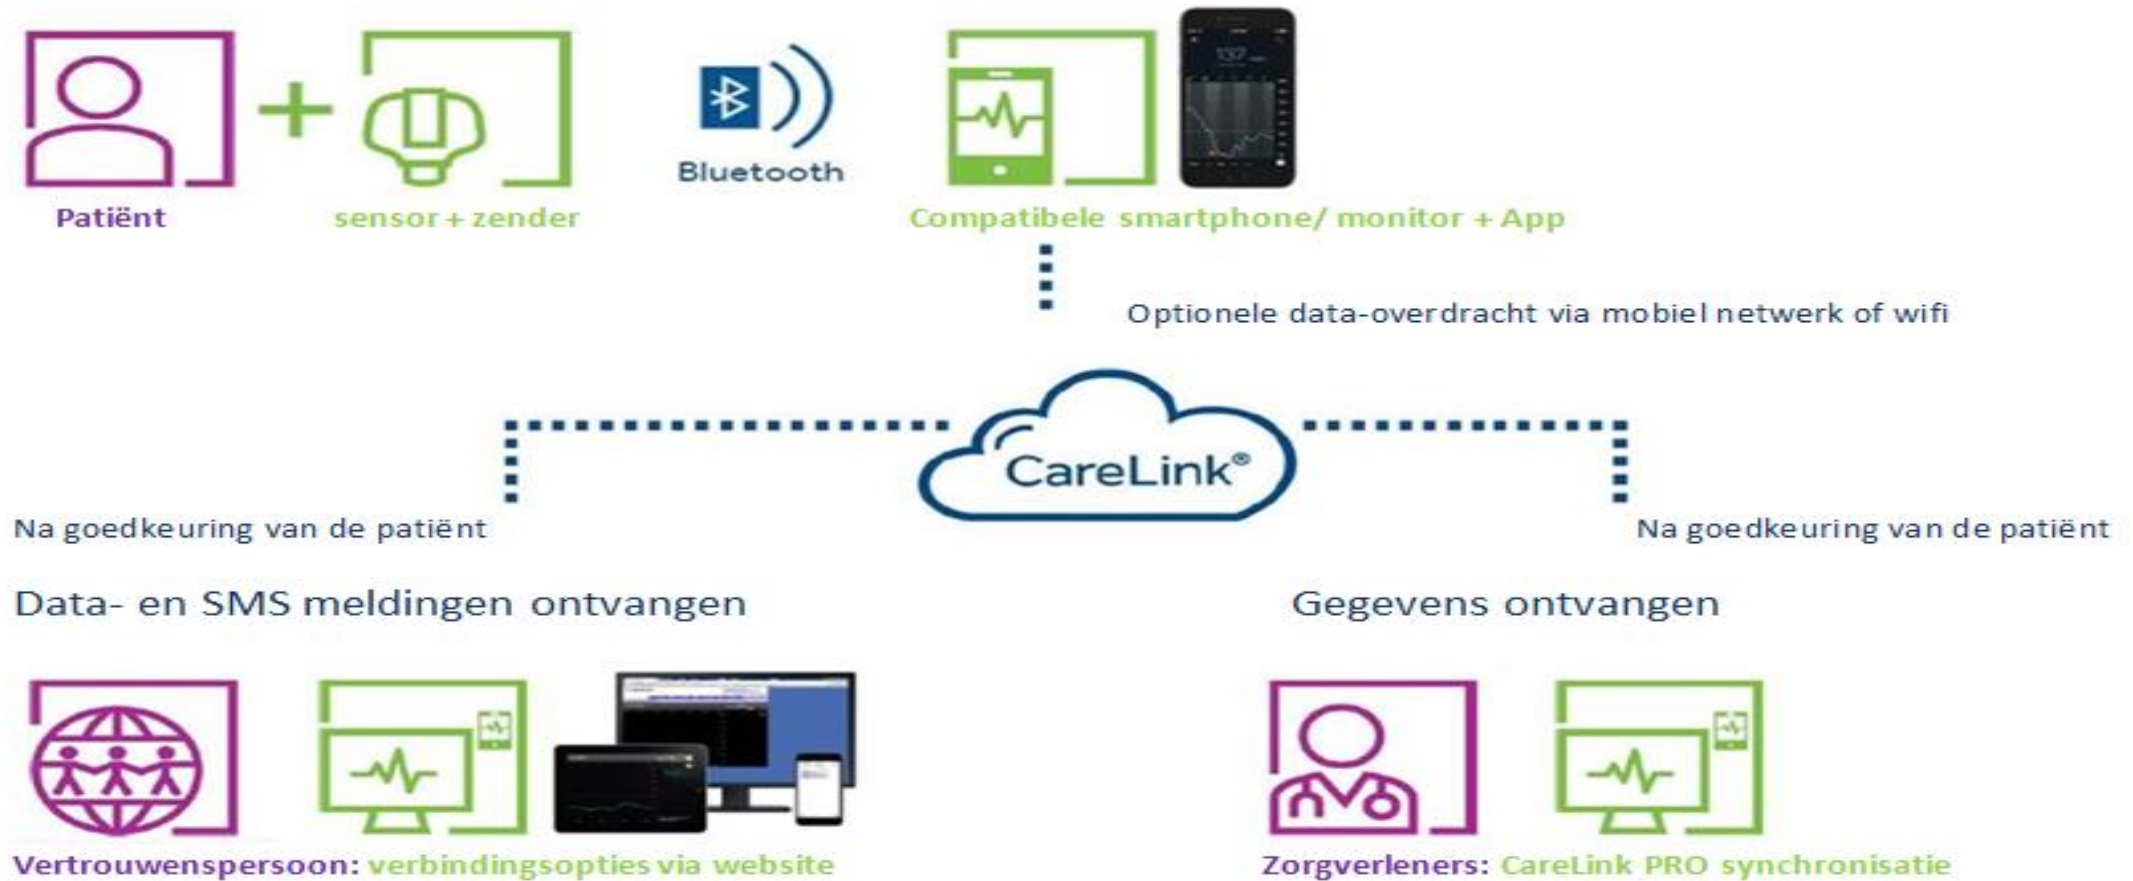 Bluetooth
Patiënt
sensor + zender
Compatibele smartphone/ monitor + App
Optionele data-overdracht via mobiel netwerk of wifi
CareLink®
Na goedkeuring van de patiënt
Na goedkeuring van de patiënt
Data- en SMS meldingen ontvangen
Gegevens ontvangen
Vertrouwenspersoon: verbindingsopties via website
Zorgverleners: CareLink PRO synchronisatie